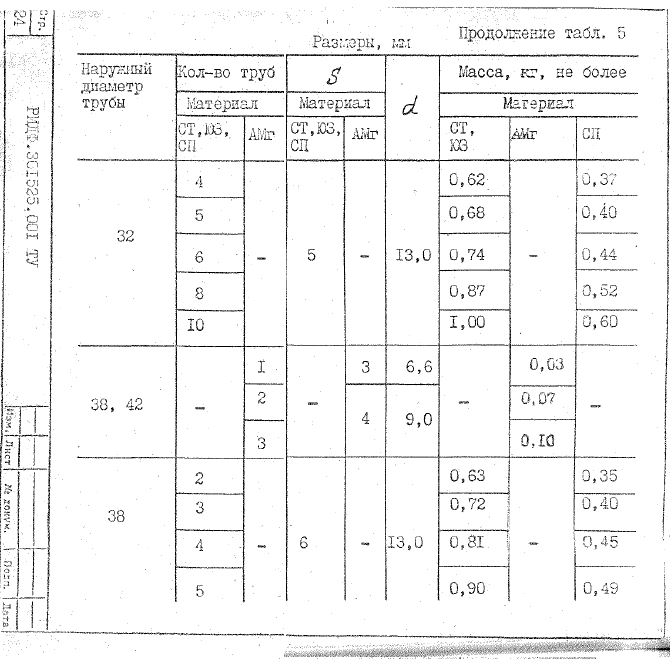 Размеры, мм
Продолжение табл. 5
Наружный диаметр трубы | Кол-во труб | S | d | Масса, кг, не более
Материал | Материал | Материал
СТ, ЮЗ, СП | АМг | СТ, ЮЗ, СП | АМг | СТ, ЮЗ | АМг | СП
32 | 4 | – | 5 | – | I3,0 | 0,62 | – | 0,37
5 | 0,68 | 0,40
6 | 0,74 | 0,44
8 | 0,87 | 0,52
I0 | I,00 | 0,60
38, 42 | – | I | – | 3 | 6,6 | – | 0,03 | –
2 | 4 | 9,0 | 0,07
3 | 0,I0
38 | 2 | – | 6 | – | I3,0 | 0,63 | – | 0,35
3 | 0,72 | 0,40
4 | 0,8I | 0,45
5 | 0,90 | 0,49
Стр. 24
РИДФ.30I525.00I ТУ
Изм. Лист № докум. Подп. Дата